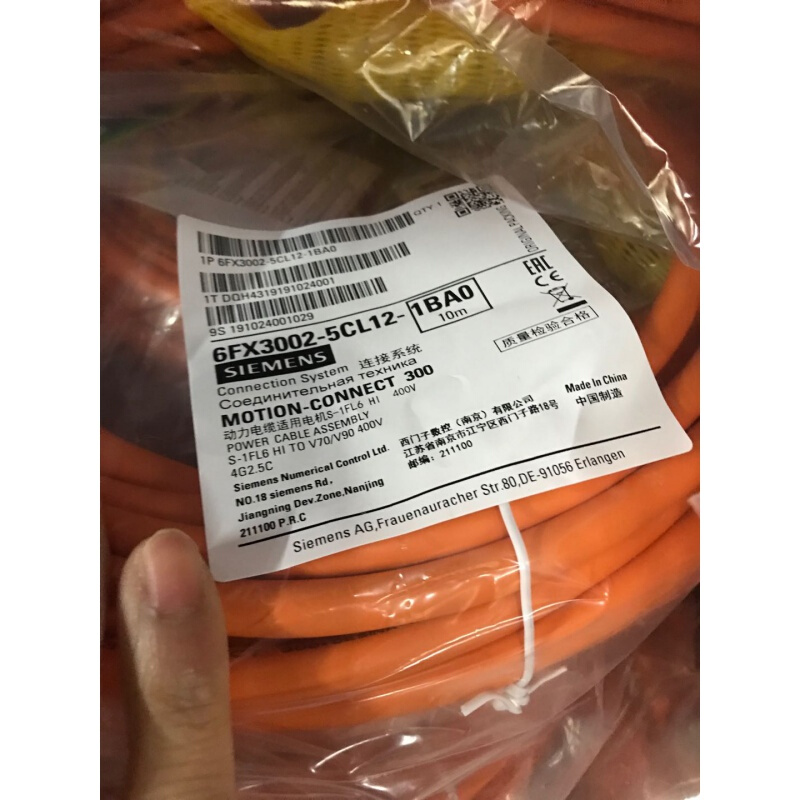 QTY 1
1P 6FX3002-5CL12-1BA0
ORIGINAL PACKING
1T DQH4319191024001
9S 191024001029
EAC
CE
6FX3002-5CL12-1BA0
10m
质量检验合格
SIEMENS
Connection System 连接系统
Соединительная техника
MOTION-CONNECT 300
动力电缆适用电机S-1FL6 HI 400V
POWER CABLE ASSEMBLY
S-1FL6 HI TO V70/V90 400V
4G2.5C
Made In China
中国制造
Siemens Numerical Control Ltd.
NO.18 siemens Rd,
Jiangning Dev.Zone,Nanjing
211100 P.R.C
西门子数控（南京）有限公司
江苏省南京市江宁区西门子路18号
邮编：211100
Siemens AG,Frauenauracher Str.80,DE-91056 Erlangen